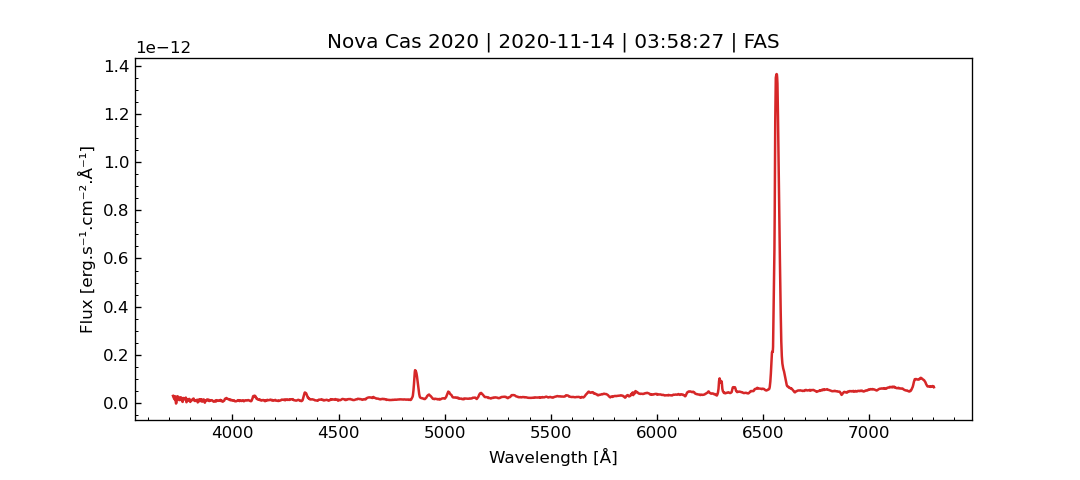 Nova Cas 2020 | 2020-11-14 | 03:58:27 | FAS
1e−12
1.4
1.2
1.0
0.8
0.6
0.4
0.2
0.0
Flux [erg.s⁻¹.cm⁻².Å⁻¹]
4000 4500 5000 5500 6000 6500 7000
Wavelength [Å]